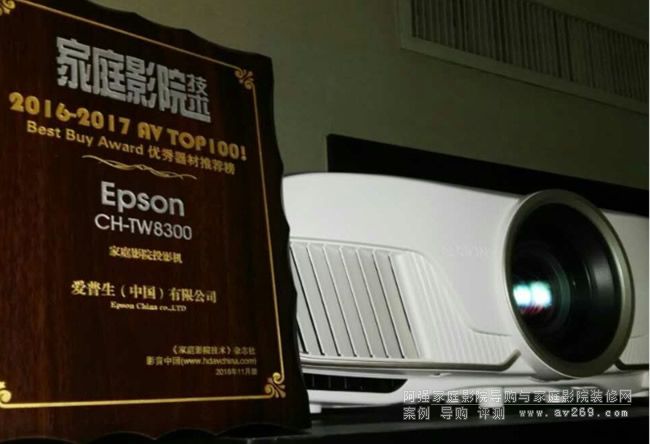 家庭影院技术
2016-2017 AV TOP100!
Best Buy Award 优秀器材推荐榜
Epson
CH-TW8300
家庭影院投影机
爱普生（中国）有限公司
Epson China co.,LTD
《家庭影院技术》杂志社
影音中国(www.hdavchina.com)
2016年11月颁
EPSON
阿强家庭影院导购与家庭影院装修网
案例 导购 评测 www.av269.com